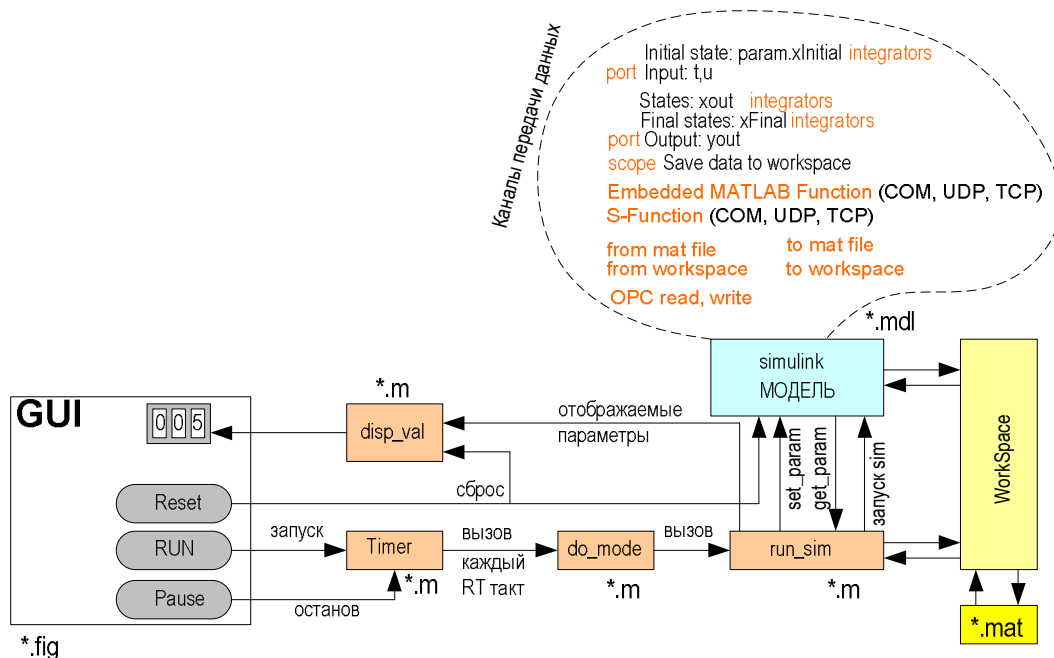 Каналы передачи данных
Initial state: param.xInitial integrators
port Input: t,u
States: xout integrators
Final states: xFinal integrators
port Output: yout
scope Save data to workspace
Embedded MATLAB Function (COM, UDP, TCP)
S-Function (COM, UDP, TCP)
from mat file to mat file
from workspace to workspace
OPC read, write
*.mdl
simulink
МОДЕЛЬ
WorkSpace
*.mat
GUI
005
*.m
disp_val
отображаемые
параметры
Reset
сброс
set_param
get_param
запуск sim
RUN
запуск
Timer
*.m
вызов
каждый
RT такт
do_mode
*.m
вызов
run_sim
*.m
Pause
останов
*.fig